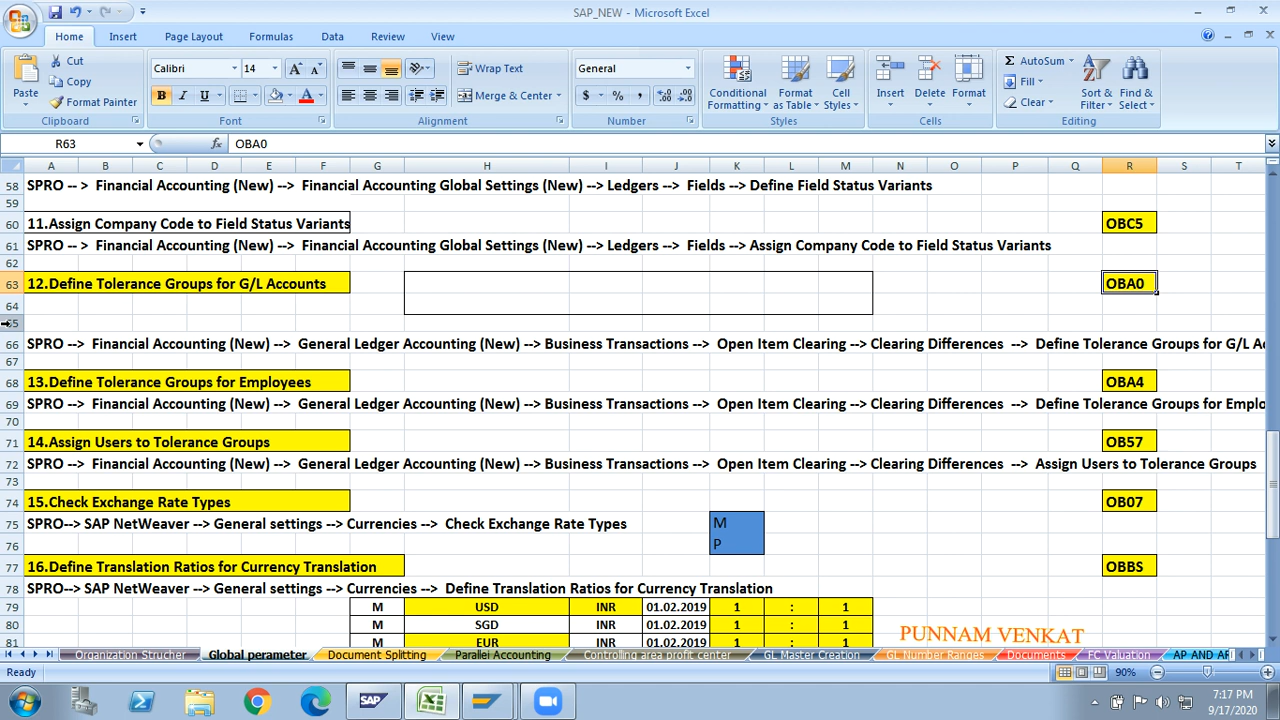 SAP_NEW - Microsoft Excel
Home Insert Page Layout Formulas Data Review View
Paste
Cut
Copy
Format Painter
Clipboard
Calibri 14
B I U
Font
Wrap Text
Merge & Center
Alignment
General
$ % ,
Number
Conditional Formatting
Format as Table
Cell Styles
Styles
Insert Delete Format
Cells
Σ AutoSum
Fill
Clear
Sort & Filter
Find & Select
Editing
R63 fx OBA0
A B C D E F G H I J K L M N O P Q R S T
58 SPRO -- > Financial Accounting (New) --> Financial Accounting Global Settings (New) --> Ledgers --> Fields --> Define Field Status Variants
59
60 11.Assign Company Code to Field Status Variants OBC5
61 SPRO -- > Financial Accounting (New) --> Financial Accounting Global Settings (New) --> Ledgers --> Fields --> Assign Company Code to Field Status Variants
62
63 12.Define Tolerance Groups for G/L Accounts OBA0
64
65
66 SPRO --> Financial Accounting (New) --> General Ledger Accounting (New) --> Business Transactions --> Open Item Clearing --> Clearing Differences --> Define Tolerance Groups for G/L Ac
67
68 13.Define Tolerance Groups for Employees OBA4
69 SPRO --> Financial Accounting (New) --> General Ledger Accounting (New) --> Business Transactions --> Open Item Clearing --> Clearing Differences --> Define Tolerance Groups for Emplo
70
71 14.Assign Users to Tolerance Groups OB57
72 SPRO --> Financial Accounting (New) --> General Ledger Accounting (New) --> Business Transactions --> Open Item Clearing --> Clearing Differences --> Assign Users to Tolerance Groups
73
74 15.Check Exchange Rate Types OB07
75 SPRO--> SAP NetWeaver --> General settings --> Currencies --> Check Exchange Rate Types M
76 P
77 16.Define Translation Ratios for Currency Translation OBBS
78 SPRO--> SAP NetWeaver --> General settings --> Currencies --> Define Translation Ratios for Currency Translation
79 M USD INR 01.02.2019 1 : 1
80 M SGD INR 01.02.2019 1 : 1
81 M EUR INR 01.02.2019 1 : 1
PUNNAM VENKAT
Organization Strucher Global perameter Document Splitting Parallel Accounting Controlling area profit center GL Master Creation GL Number Ranges Documents FC Valuation AP AND AR
Ready 90%
SAP
7:17 PM
9/17/2020